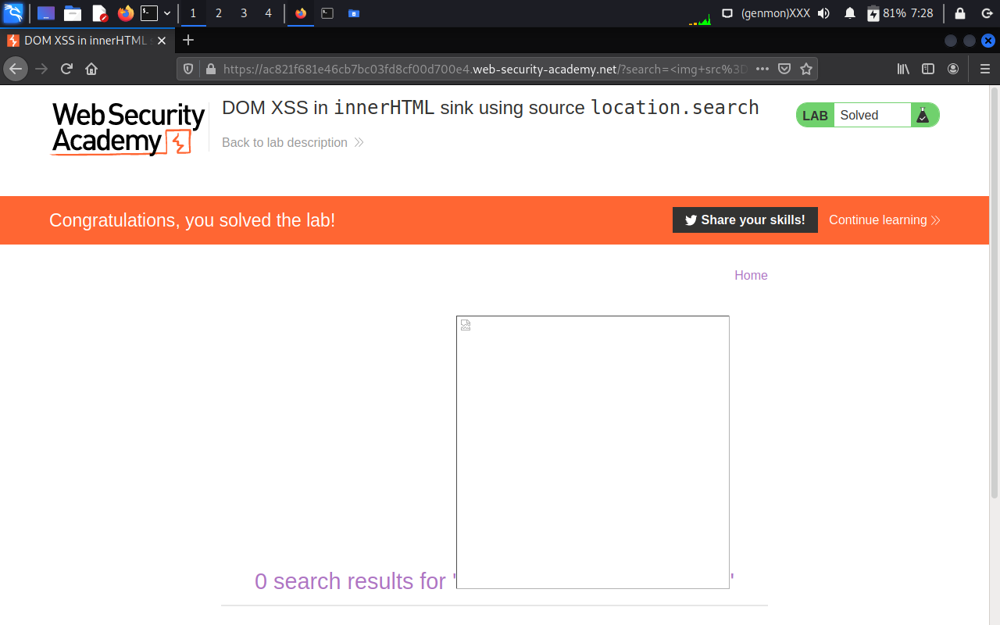 1 2 3 4 (genmon)XXX 81% 7:28
DOM XSS in innerHTML
https://ac821f681e46cb7bc03fd8cf00d700e4.web-security-academy.net/?search=<img+src%3D
Web Security
Academy
DOM XSS in innerHTML sink using source location.search
Back to lab description
LAB Solved
Congratulations, you solved the lab!
Share your skills! Continue learning
Home
0 search results for ' '